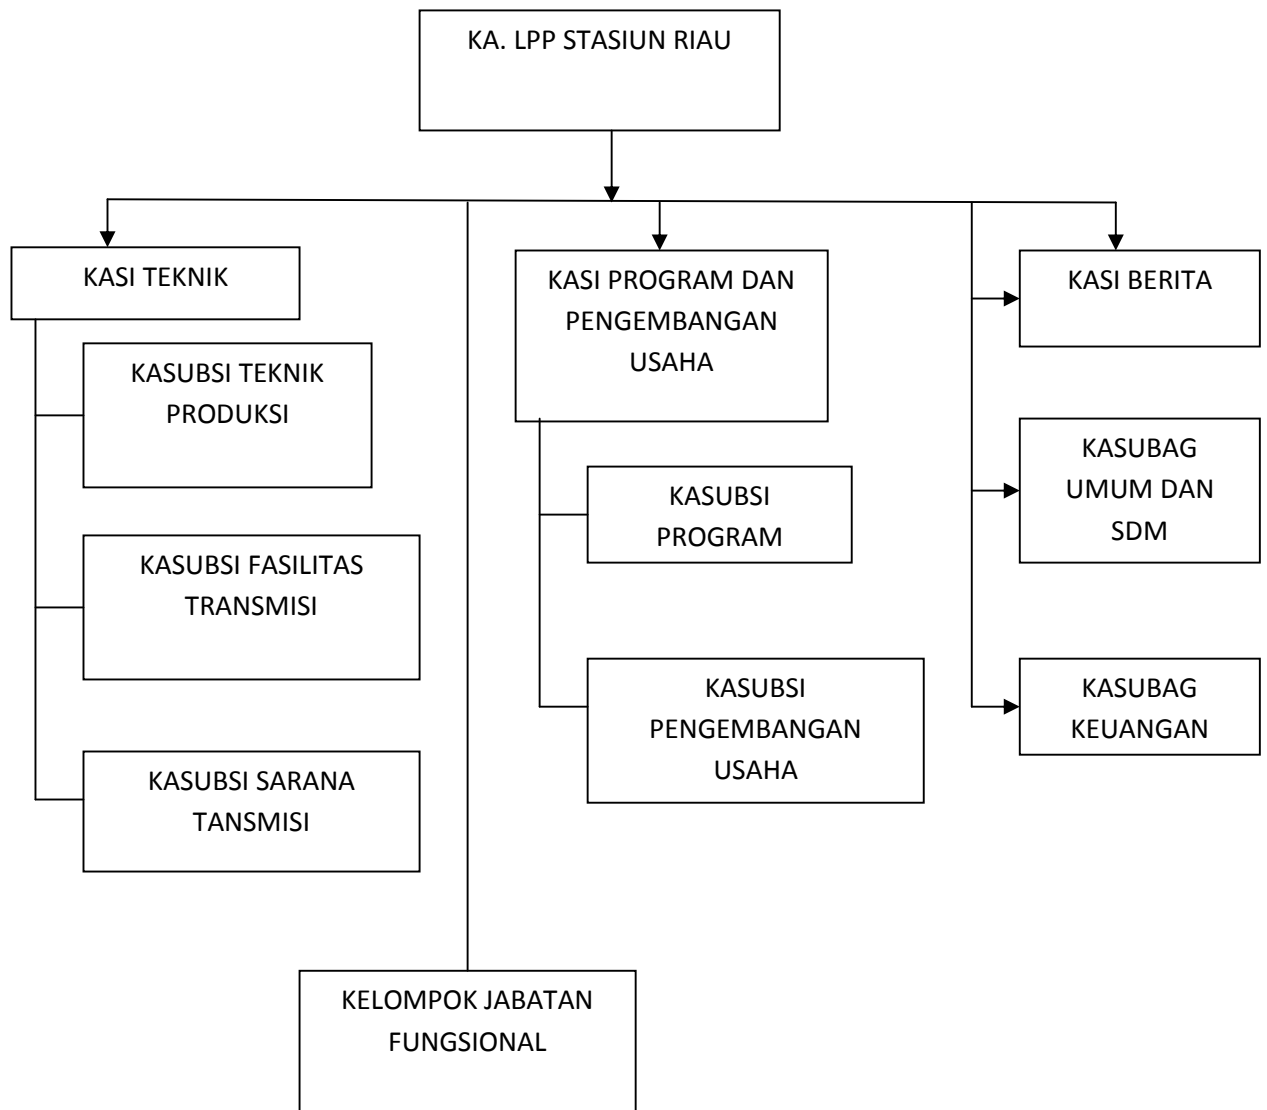 KA. LPP STASIUN RIAU
KASI TEKNIK
KASUBSI TEKNIK
PRODUKSI
KASUBSI FASILITAS
TRANSMISI
KASUBSI SARANA
TANSMISI
KELOMPOK JABATAN
FUNGSIONAL
KASI PROGRAM DAN
PENGEMBANGAN
USAHA
KASUBSI
PROGRAM
KASUBSI
PENGEMBANGAN
USAHA
KASI BERITA
KASUBAG
UMUM DAN
SDM
KASUBAG
KEUANGAN